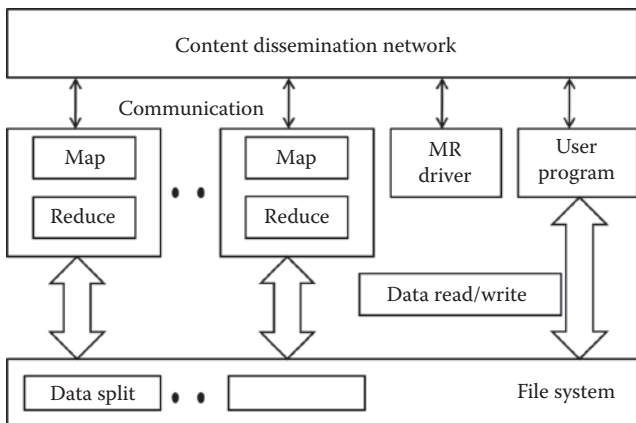 Content dissemination network
Communication
Map
Map
MR
driver
User
program
Reduce
Reduce
Data read/write
Data split
File system